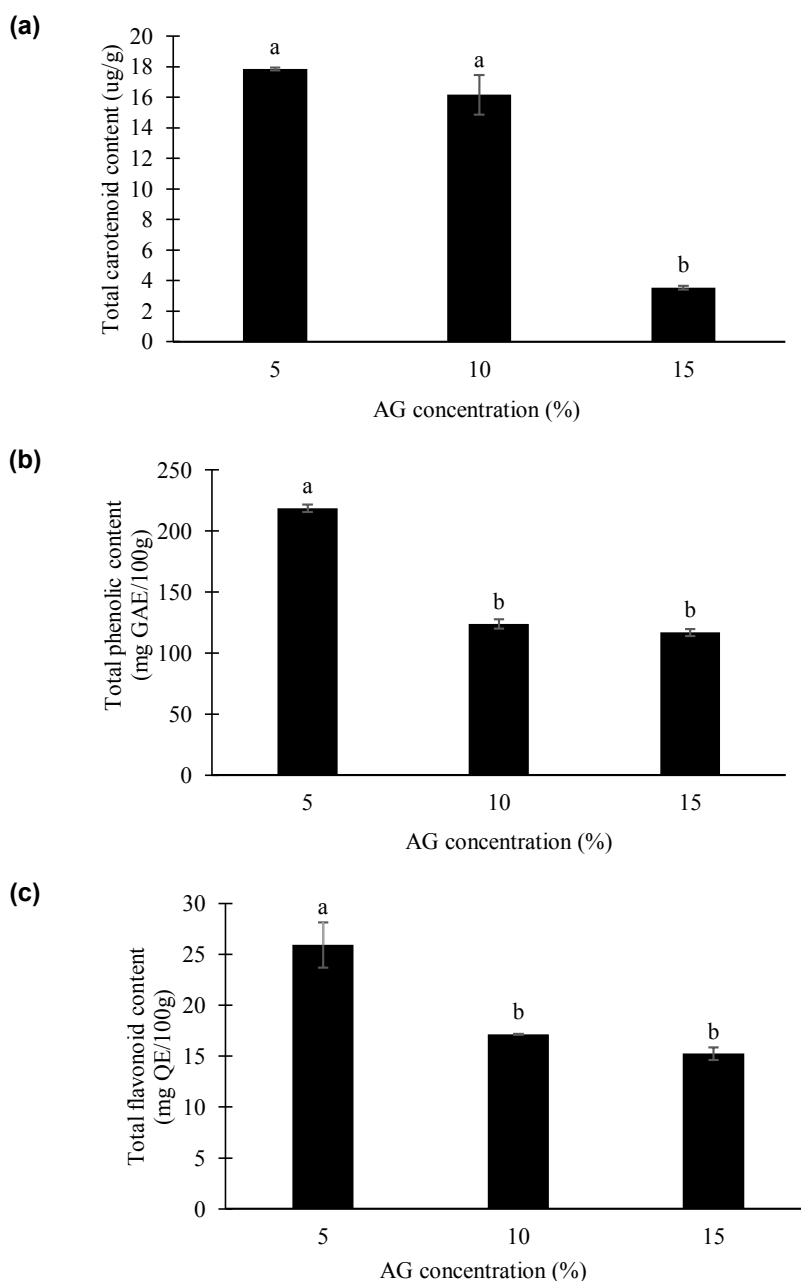 (a)
Total carotenoid content (ug/g)
20
18
16
14
12
10
8
6
4
2
0
a
a
b
5
10
15
AG concentration (%)
(b)
Total phenolic content
(mg GAE/100g)
250
200
150
100
50
0
a
b
b
5
10
15
AG concentration (%)
(c)
Total flavonoid content
(mg QE/100g)
30
25
20
15
10
5
0
a
b
b
5
10
15
AG concentration (%)